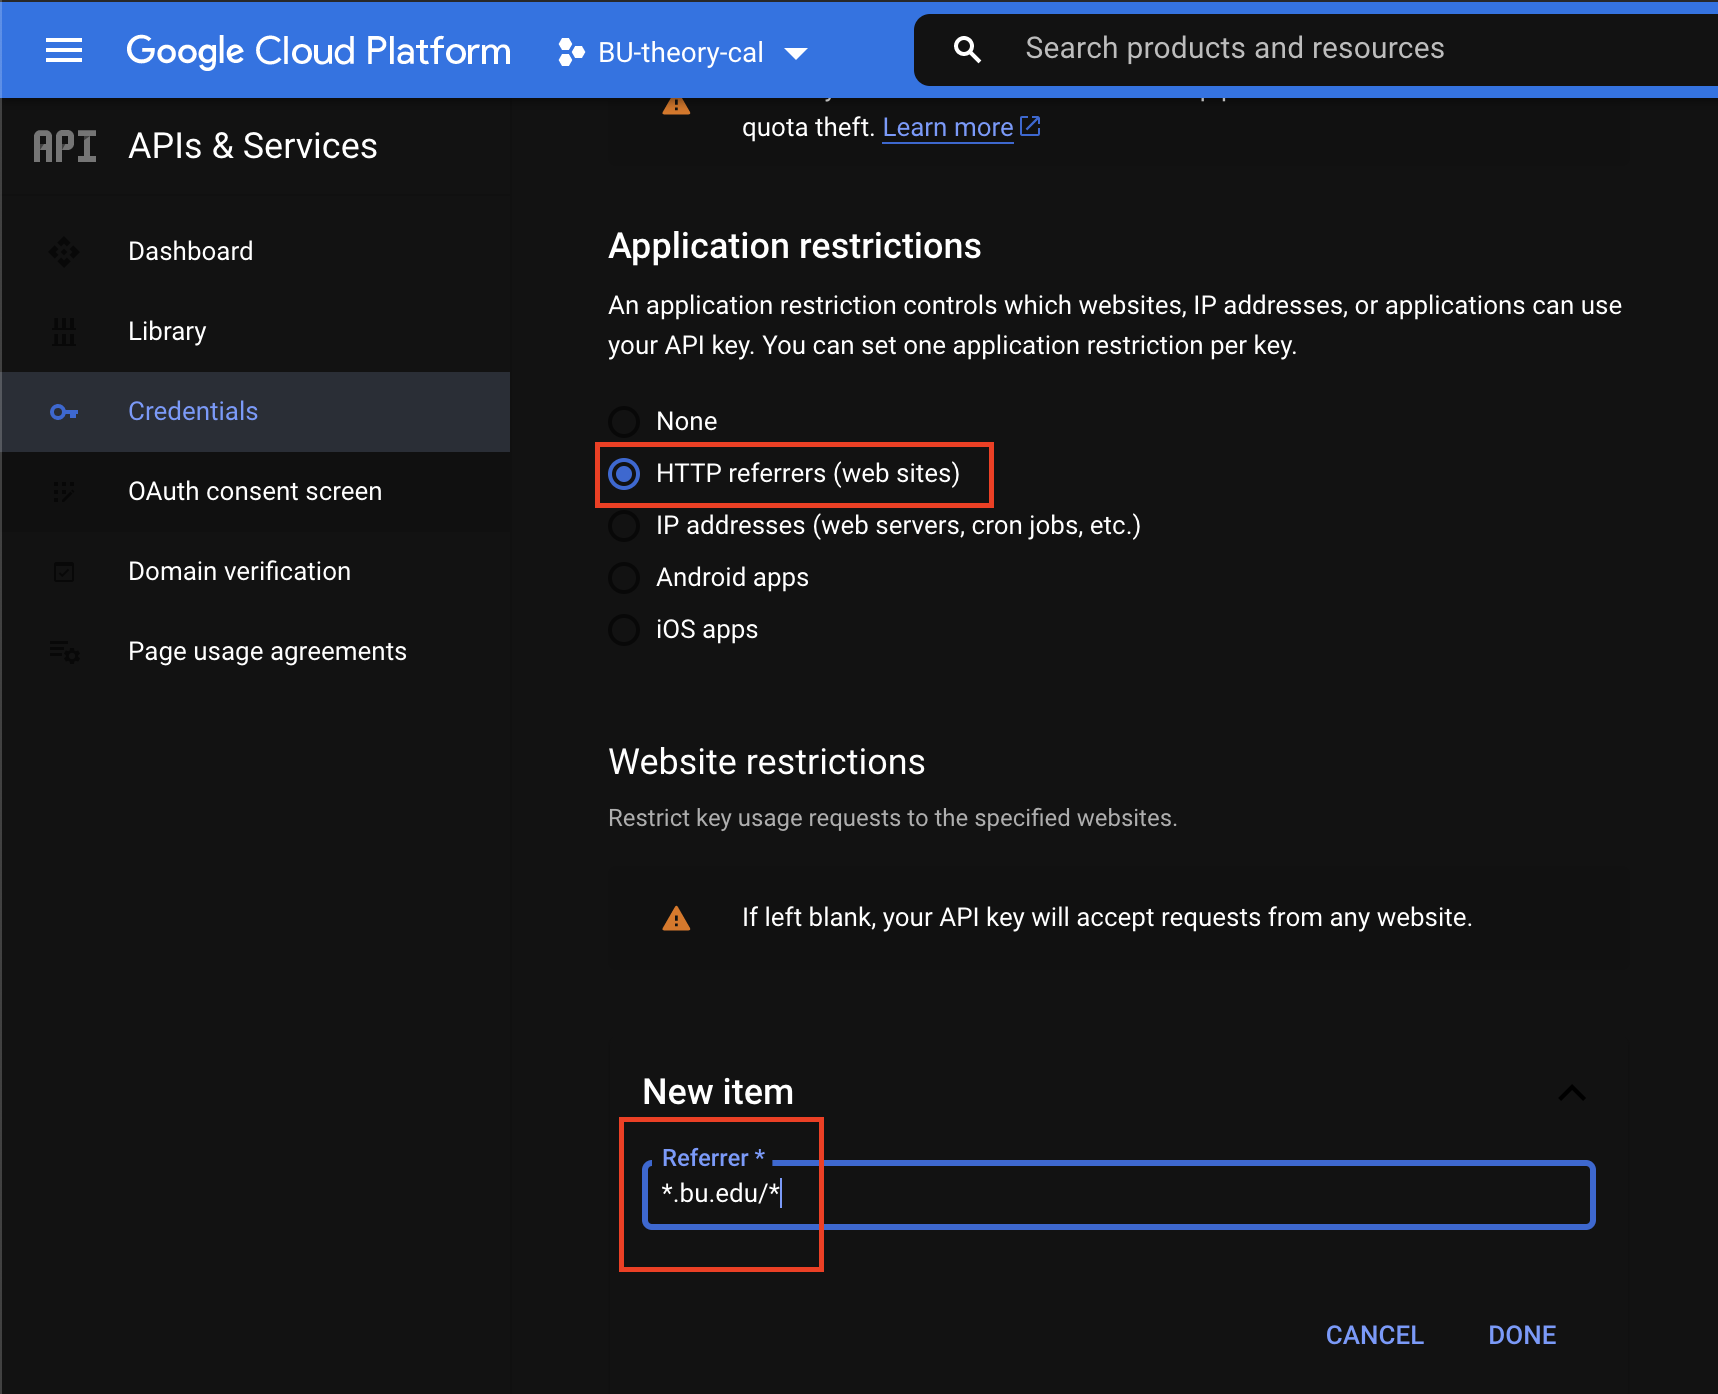 Google Cloud Platform
BU-theory-cal
Search products and resources
API
APIs & Services
Dashboard
Library
Credentials
OAuth consent screen
Domain verification
Page usage agreements
quota theft. Learn more
Application restrictions
An application restriction controls which websites, IP addresses, or applications can use
your API key. You can set one application restriction per key.
None
HTTP referrers (web sites)
IP addresses (web servers, cron jobs, etc.)
Android apps
iOS apps
Website restrictions
Restrict key usage requests to the specified websites.
If left blank, your API key will accept requests from any website.
New item
Referrer *
*.bu.edu/*
CANCEL
DONE